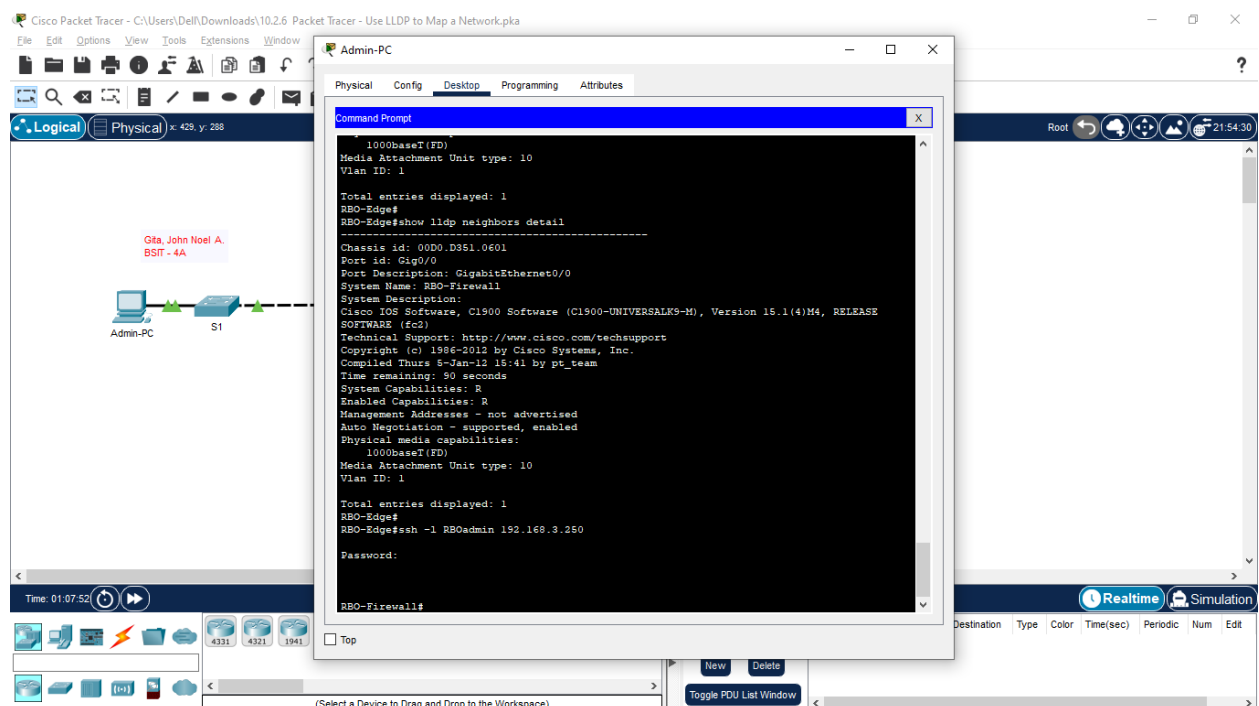 Cisco Packet Tracer - C:\Users\Dell\Downloads\10.2.6 Packet Tracer - Use LLDP to Map a Network.pka
File Edit Options View Tools Extensions Window
?
Logical Physical x: 429, y: 288
Root 21:54:30
Gita, John Noel A.
BSIT - 4A
Admin-PC
S1
Admin-PC
Physical Config Desktop Programming Attributes
Command Prompt X
1000baseT(FD)
Media Attachment Unit type: 10
Vlan ID: 1
Total entries displayed: 1
RBO-Edge#
RBO-Edge#show lldp neighbors detail
------------------------------------------------
Chassis id: 00D0.D351.0601
Port id: Gig0/0
Port Description: GigabitEthernet0/0
System Name: RBO-Firewall
System Description:
Cisco IOS Software, C1900 Software (C1900-UNIVERSALK9-M), Version 15.1(4)M4, RELEASE
SOFTWARE (fc2)
Technical Support: http://www.cisco.com/techsupport
Copyright (c) 1986-2012 by Cisco Systems, Inc.
Compiled Thurs 5-Jan-12 15:41 by pt_team
Time remaining: 90 seconds
System Capabilities: R
Enabled Capabilities: R
Management Addresses - not advertised
Auto Negotiation - supported, enabled
Physical media capabilities:
1000baseT(FD)
Media Attachment Unit type: 10
Vlan ID: 1
Total entries displayed: 1
RBO-Edge#
RBO-Edge#ssh -l RBOadmin 192.168.3.250
Password:
RBO-Firewall#
Top
Time: 01:07:52
Realtime Simulation
4331 4321 1941
Destination Type Color Time(sec) Periodic Num Edit
New Delete
Toggle PDU List Window
(Select a Device to Drag and Drop to the Workspace)